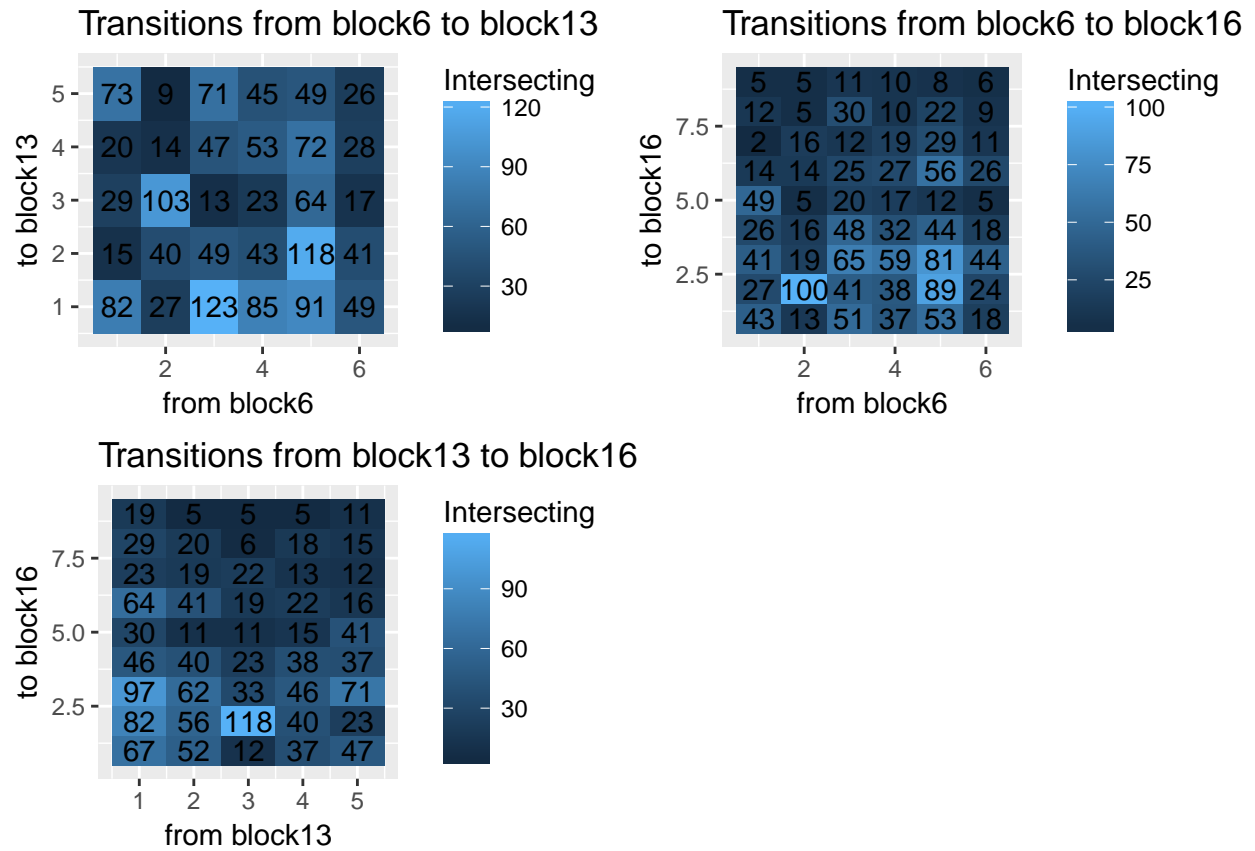 Transitions from block6 to block13
to block13
5
4
3
2
1
73 9 71 45 49 26
20 14 47 53 72 28
29 103 13 23 64 17
15 40 49 43 118 41
82 27 123 85 91 49
2 4 6
from block6
Intersecting
120
90
60
30
Transitions from block6 to block16
to block16
7.5
5.0
2.5
5 5 11 10 8 6
12 5 30 10 22 9
2 16 12 19 29 11
14 14 25 27 56 26
49 5 20 17 12 5
26 16 48 32 44 18
41 19 65 59 81 44
27 100 41 38 89 24
43 13 51 37 53 18
2 4 6
from block6
Intersecting
100
75
50
25
Transitions from block13 to block16
to block16
7.5
5.0
2.5
19 5 5 5 11
29 20 6 18 15
23 19 22 13 12
64 41 19 22 16
30 11 11 15 41
46 40 23 38 37
97 62 33 46 71
82 56 118 40 23
67 52 12 37 47
1 2 3 4 5
from block13
Intersecting
90
60
30